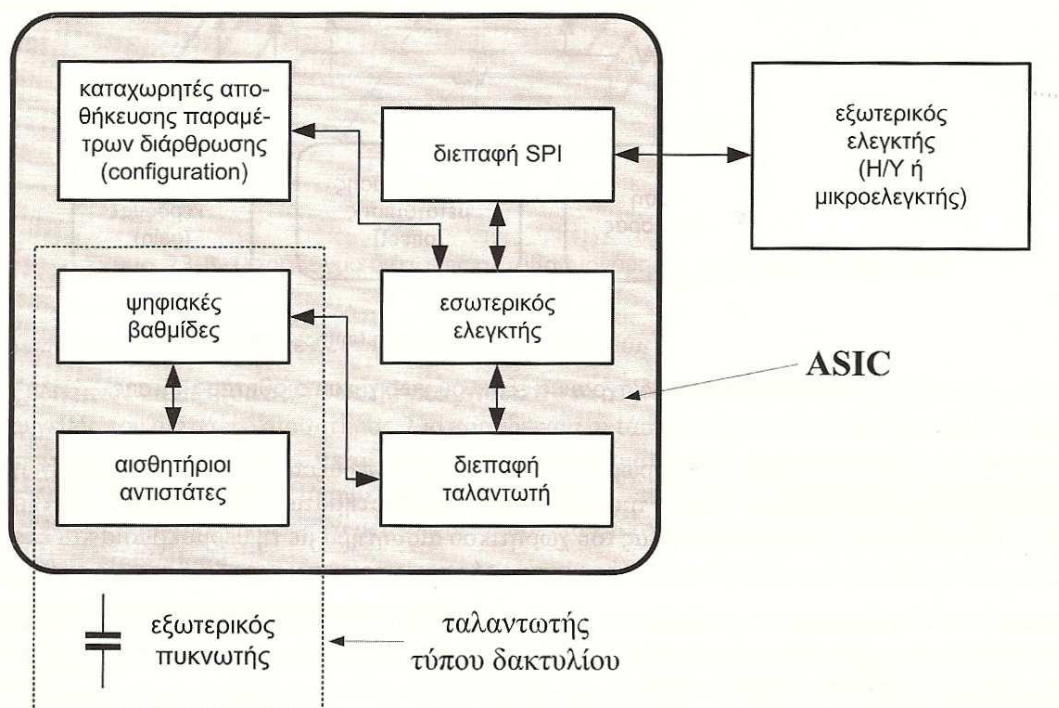 καταχωρητές απο-
θήκευσης παραμέ-
τρων διάρθρωσης
(configuration)
διεπαφή SPI
εξωτερικός
ελεγκτής
(Η/Υ ή
μικροελεγκτής)
ψηφιακές
βαθμίδες
εσωτερικός
ελεγκτής
ASIC
αισθητήριοι
αντιστάτες
διεπαφή
ταλαντωτή
εξωτερικός
πυκνωτής
ταλαντωτής
τύπου δακτυλίου